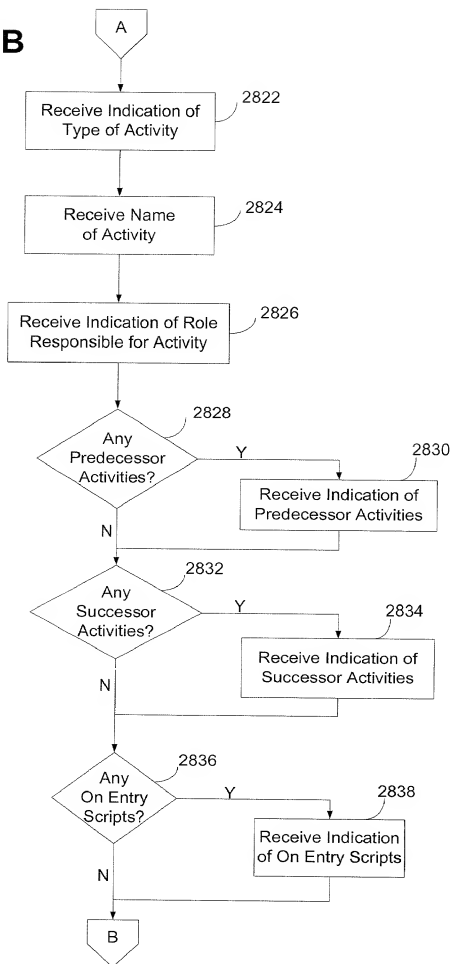 B
A
Receive Indication of
Type of Activity
2822
Receive Name
of Activity
2824
Receive Indication of Role
Responsible for Activity
2826
Any
Predecessor
Activities?
2828
Y
Receive Indication of
Predecessor Activities
2830
N
Any
Successor
Activities?
2832
Y
Receive Indication of
Successor Activities
2834
N
Any
On Entry
Scripts?
2836
Y
Receive Indication
of On Entry Scripts
2838
N
B